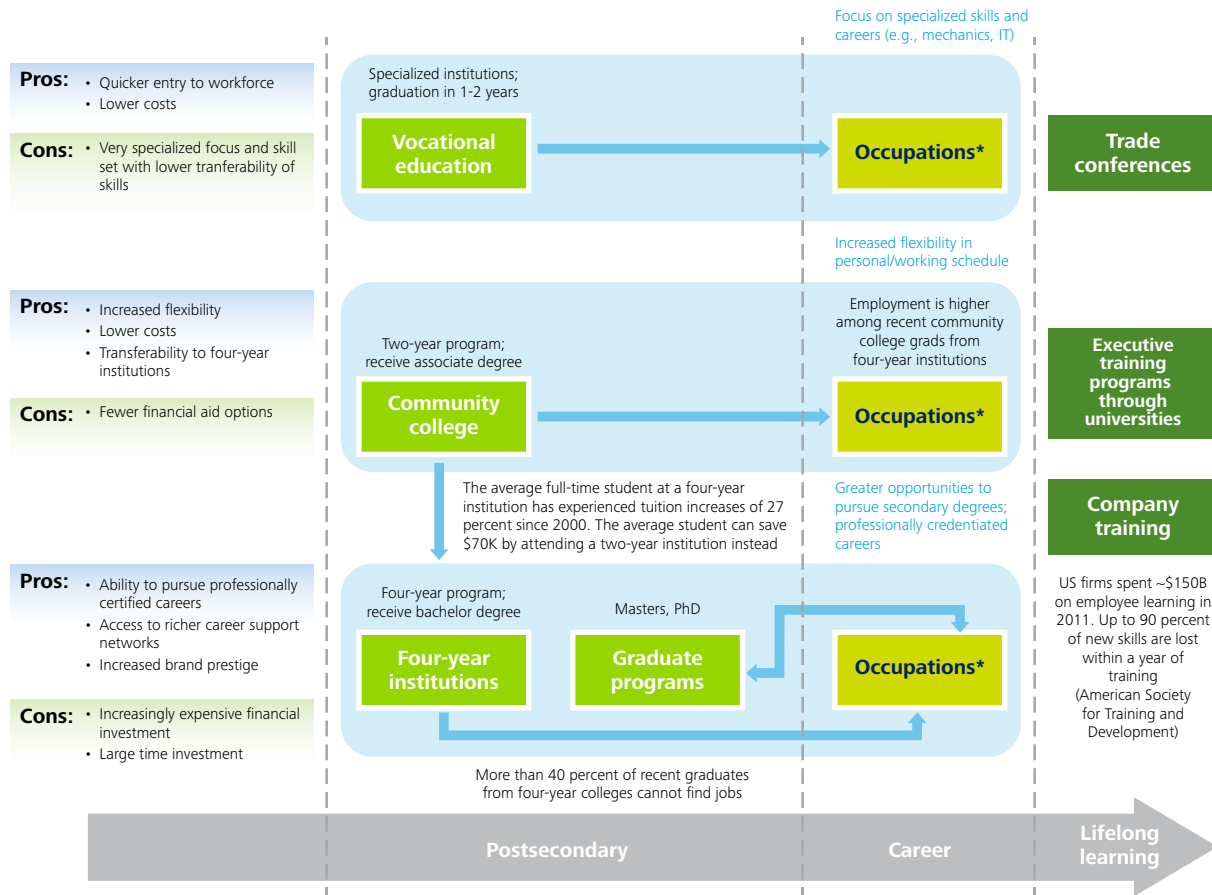 Focus on specialized skills and
careers (e.g., mechanics, IT)
Pros:
• Quicker entry to workforce
• Lower costs
Cons:
• Very specialized focus and skill
set with lower tranferability of
skills
Specialized institutions;
graduation in 1-2 years
Vocational
education
Occupations*
Trade
conferences
Increased flexibility in
personal/working schedule
Pros:
• Increased flexibility
• Lower costs
• Transferability to four-year
institutions
Cons:
• Fewer financial aid options
Two-year program;
receive associate degree
Community
college
Employment is higher
among recent community
college grads from
four-year institutions
Occupations*
Executive
training
programs
through
universities
The average full-time student at a four-year
institution has experienced tuition increases of 27
percent since 2000. The average student can save
$70K by attending a two-year institution instead
Greater opportunities to
pursue secondary degrees;
professionally credentiated
careers
Company
training
Pros:
• Ability to pursue professionally
certified careers
• Access to richer career support
networks
• Increased brand prestige
Cons:
• Increasingly expensive financial
investment
• Large time investment
Four-year program;
receive bachelor degree
Four-year
institutions
Masters, PhD
Graduate
programs
Occupations*
US firms spent ~$150B
on employee learning in
2011. Up to 90 percent
of new skills are lost
within a year of
training
(American Society
for Training and
Development)
More than 40 percent of recent graduates
from four-year colleges cannot find jobs
Postsecondary
Career
Lifelong
learning